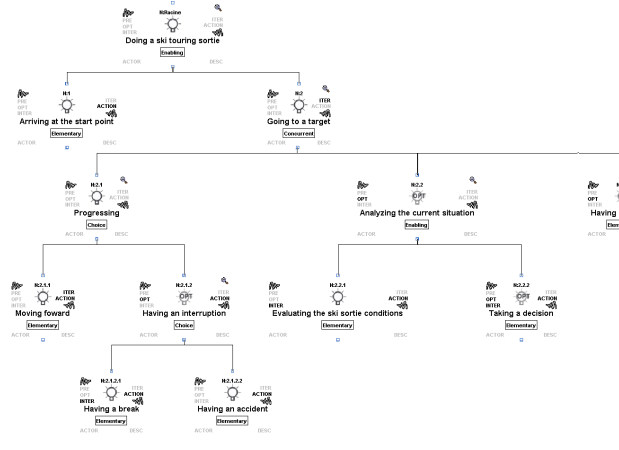 N:Racine
PRE ITER
OPT ACTION
INTER
Doing a ski touring sortie
Enabling
ACTOR DESC
N:1 N:2
PRE ITER PRE ITER
OPT ACTION OPT ACTION
INTER INTER
Arriving at the start point Going to a target
Elementary Concurrent
ACTOR DESC ACTOR DESC
N:2.1 N:2.2
PRE ITER PRE ITER PRE
OPT ACTION OPT OPT ACTION OPT
INTER INTER INTER
Progressing Analyzing the current situation Having
Choice Enabling
ACTOR DESC ACTOR DESC ACTOR
N:2.1.1 N:2.1.2 N:2.2.1 N:2.2.2
PRE ITER PRE ITER PRE ITER PRE ITER
OPT ACTION OPT OPT ACTION OPT ACTION OPT OPT ACTION
INTER INTER INTER INTER
Moving foward Having an interruption Evaluating the ski sortie conditions Taking a decision
Elementary Choice Elementary Elementary
ACTOR DESC ACTOR DESC ACTOR DESC ACTOR DESC
N:2.1.2.1 N:2.1.2.2
PRE ITER PRE ITER
OPT ACTION OPT ACTION
INTER INTER
Having a break Having an accident
Elementary Elementary
ACTOR DESC ACTOR DESC